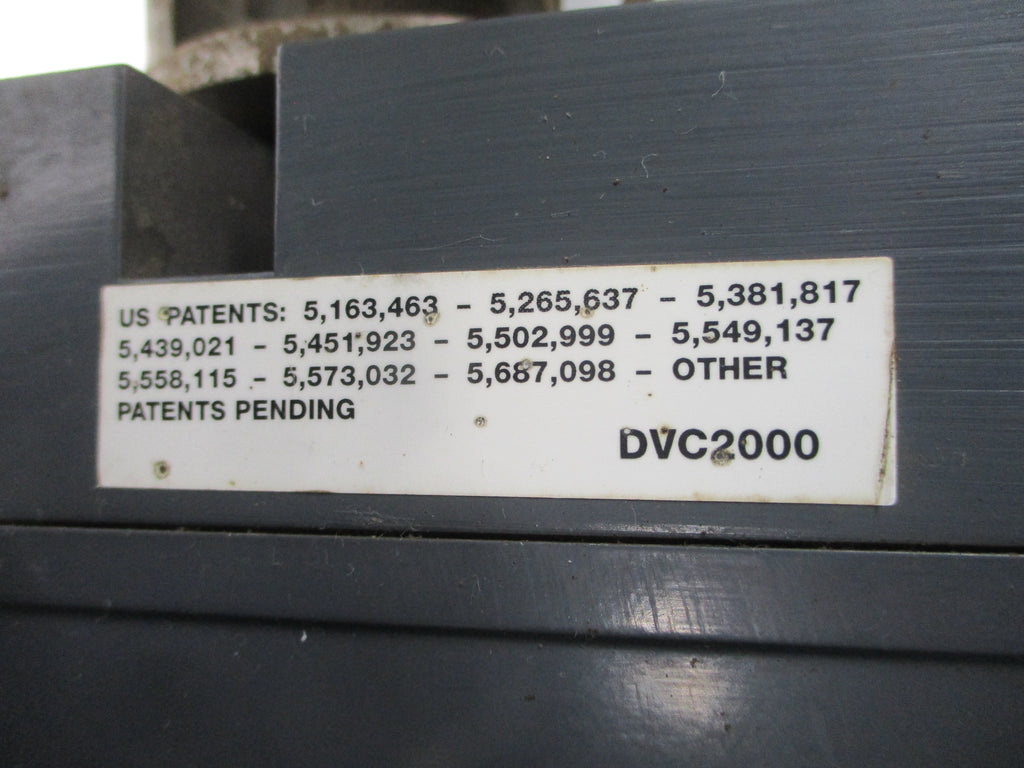 US PATENTS: 5,163,463 - 5,265,637 - 5,381,817
5,439,021 - 5,451,923 - 5,502,999 - 5,549,137
5,558,115 - 5,573,032 - 5,687,098 - OTHER
PATENTS PENDING
DVC2000